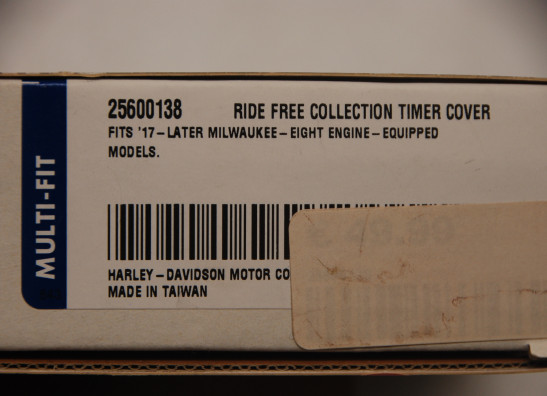 MULTI-FIT
25600138 RIDE FREE COLLECTION TIMER COVER
FITS '17-LATER MILWAUKEE-EIGHT ENGINE-EQUIPPED
MODELS.
HARLEY-DAVIDSON MOTOR CO
MADE IN TAIWAN